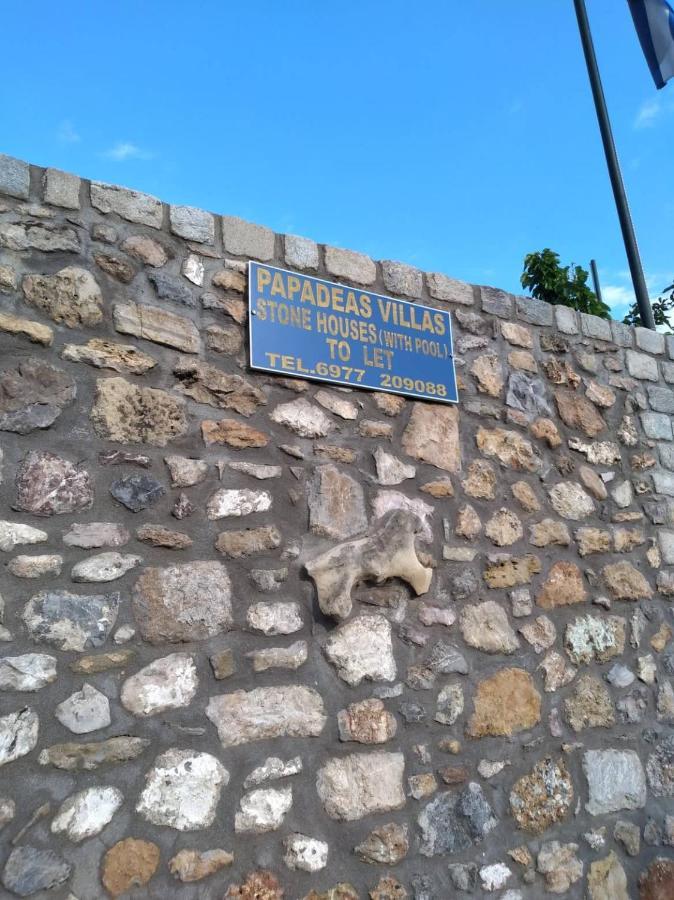 PAPADEAS VILLAS
STONE HOUSES (WITH POOL)
TO LET
TEL.6977 209088